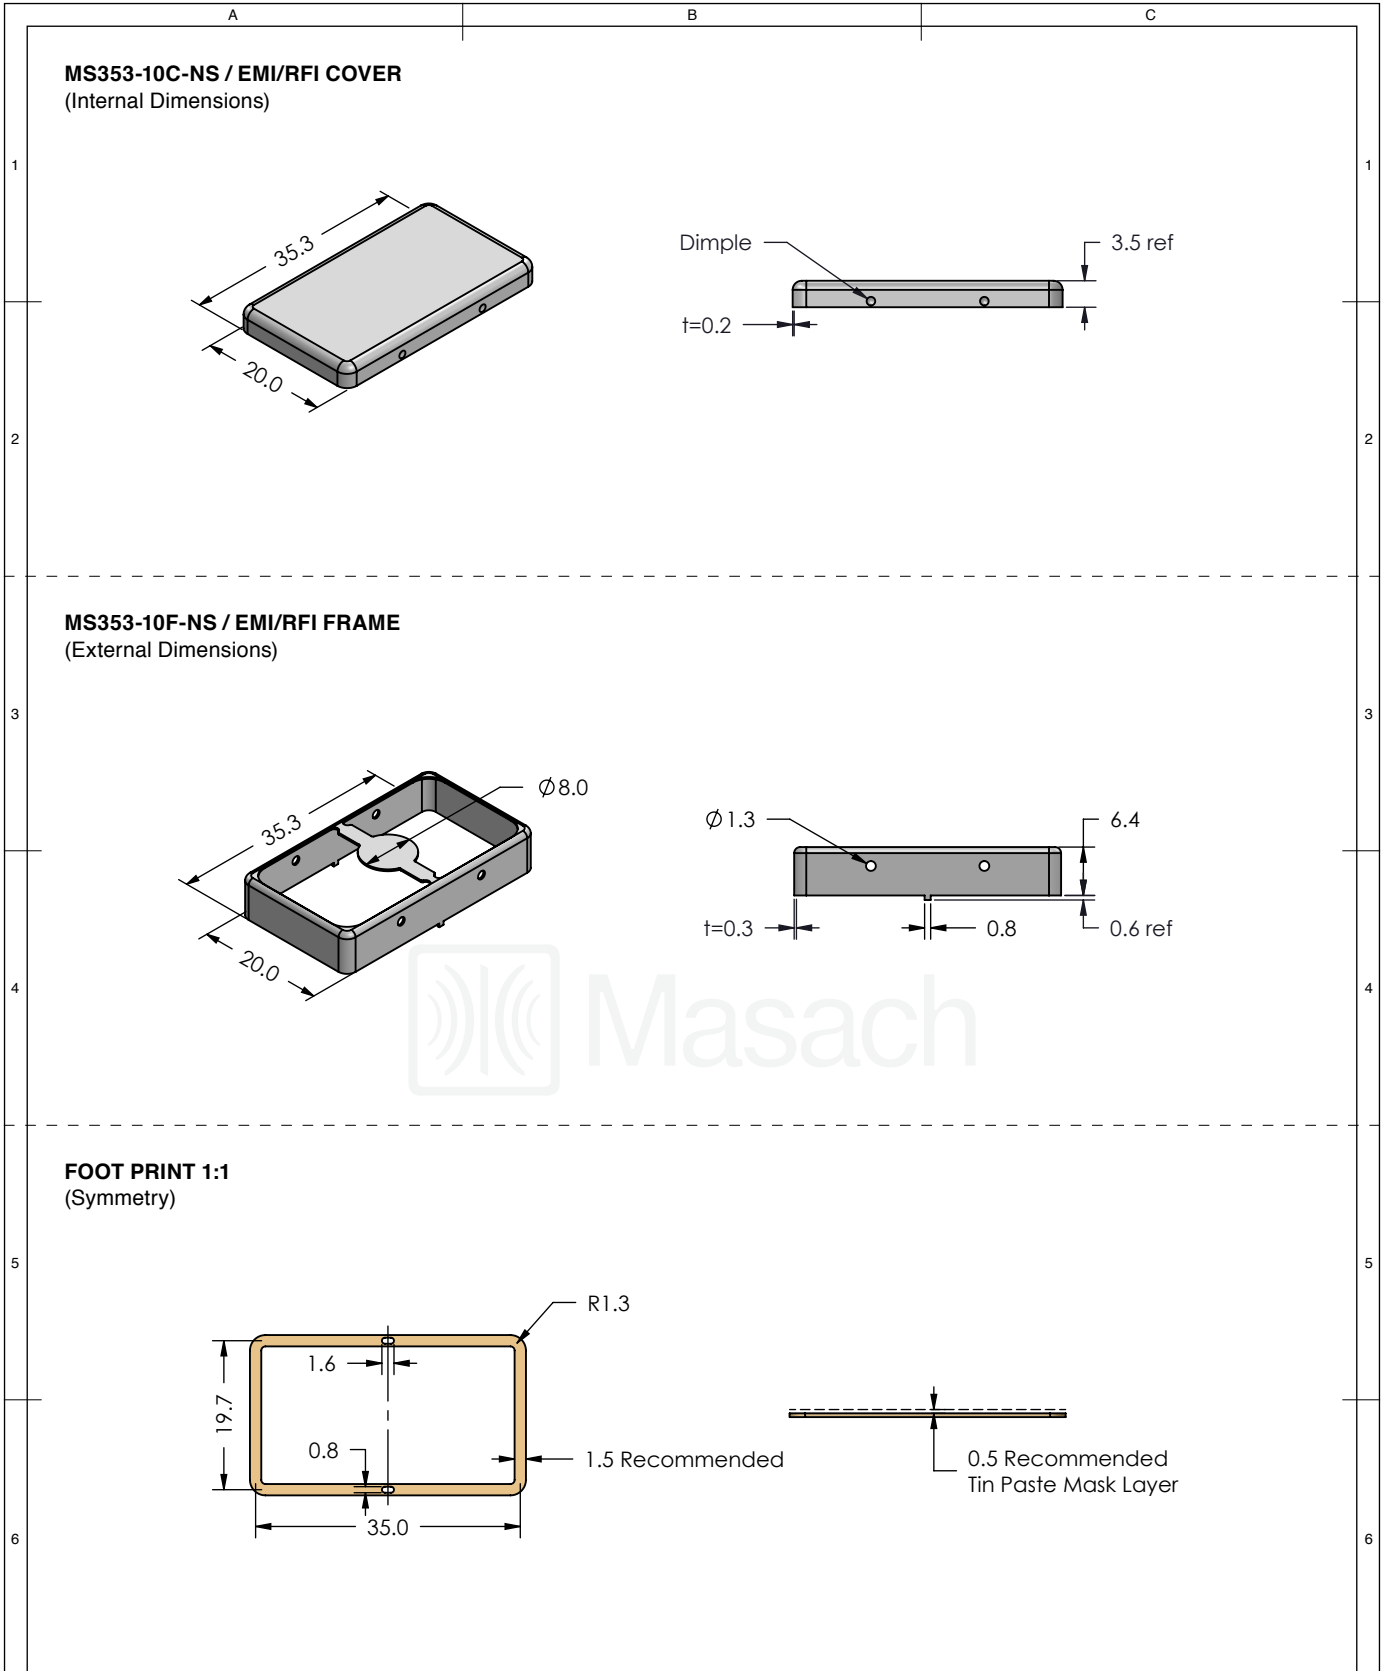 A
B
C
MS353-10C-NS / EMI/RFI COVER
(Internal Dimensions)
1
1
35.3
20.0
Dimple
3.5 ref
t=0.2
2
2
MS353-10F-NS / EMI/RFI FRAME
(External Dimensions)
3
3
35.3
Ø8.0
20.0
Ø1.3
6.4
t=0.3
0.8
0.6 ref
4
4
Masach
FOOT PRINT 1:1
(Symmetry)
5
5
R1.3
1.6
19.7
0.8
1.5 Recommended
35.0
0.5 Recommended
Tin Paste Mask Layer
6
6